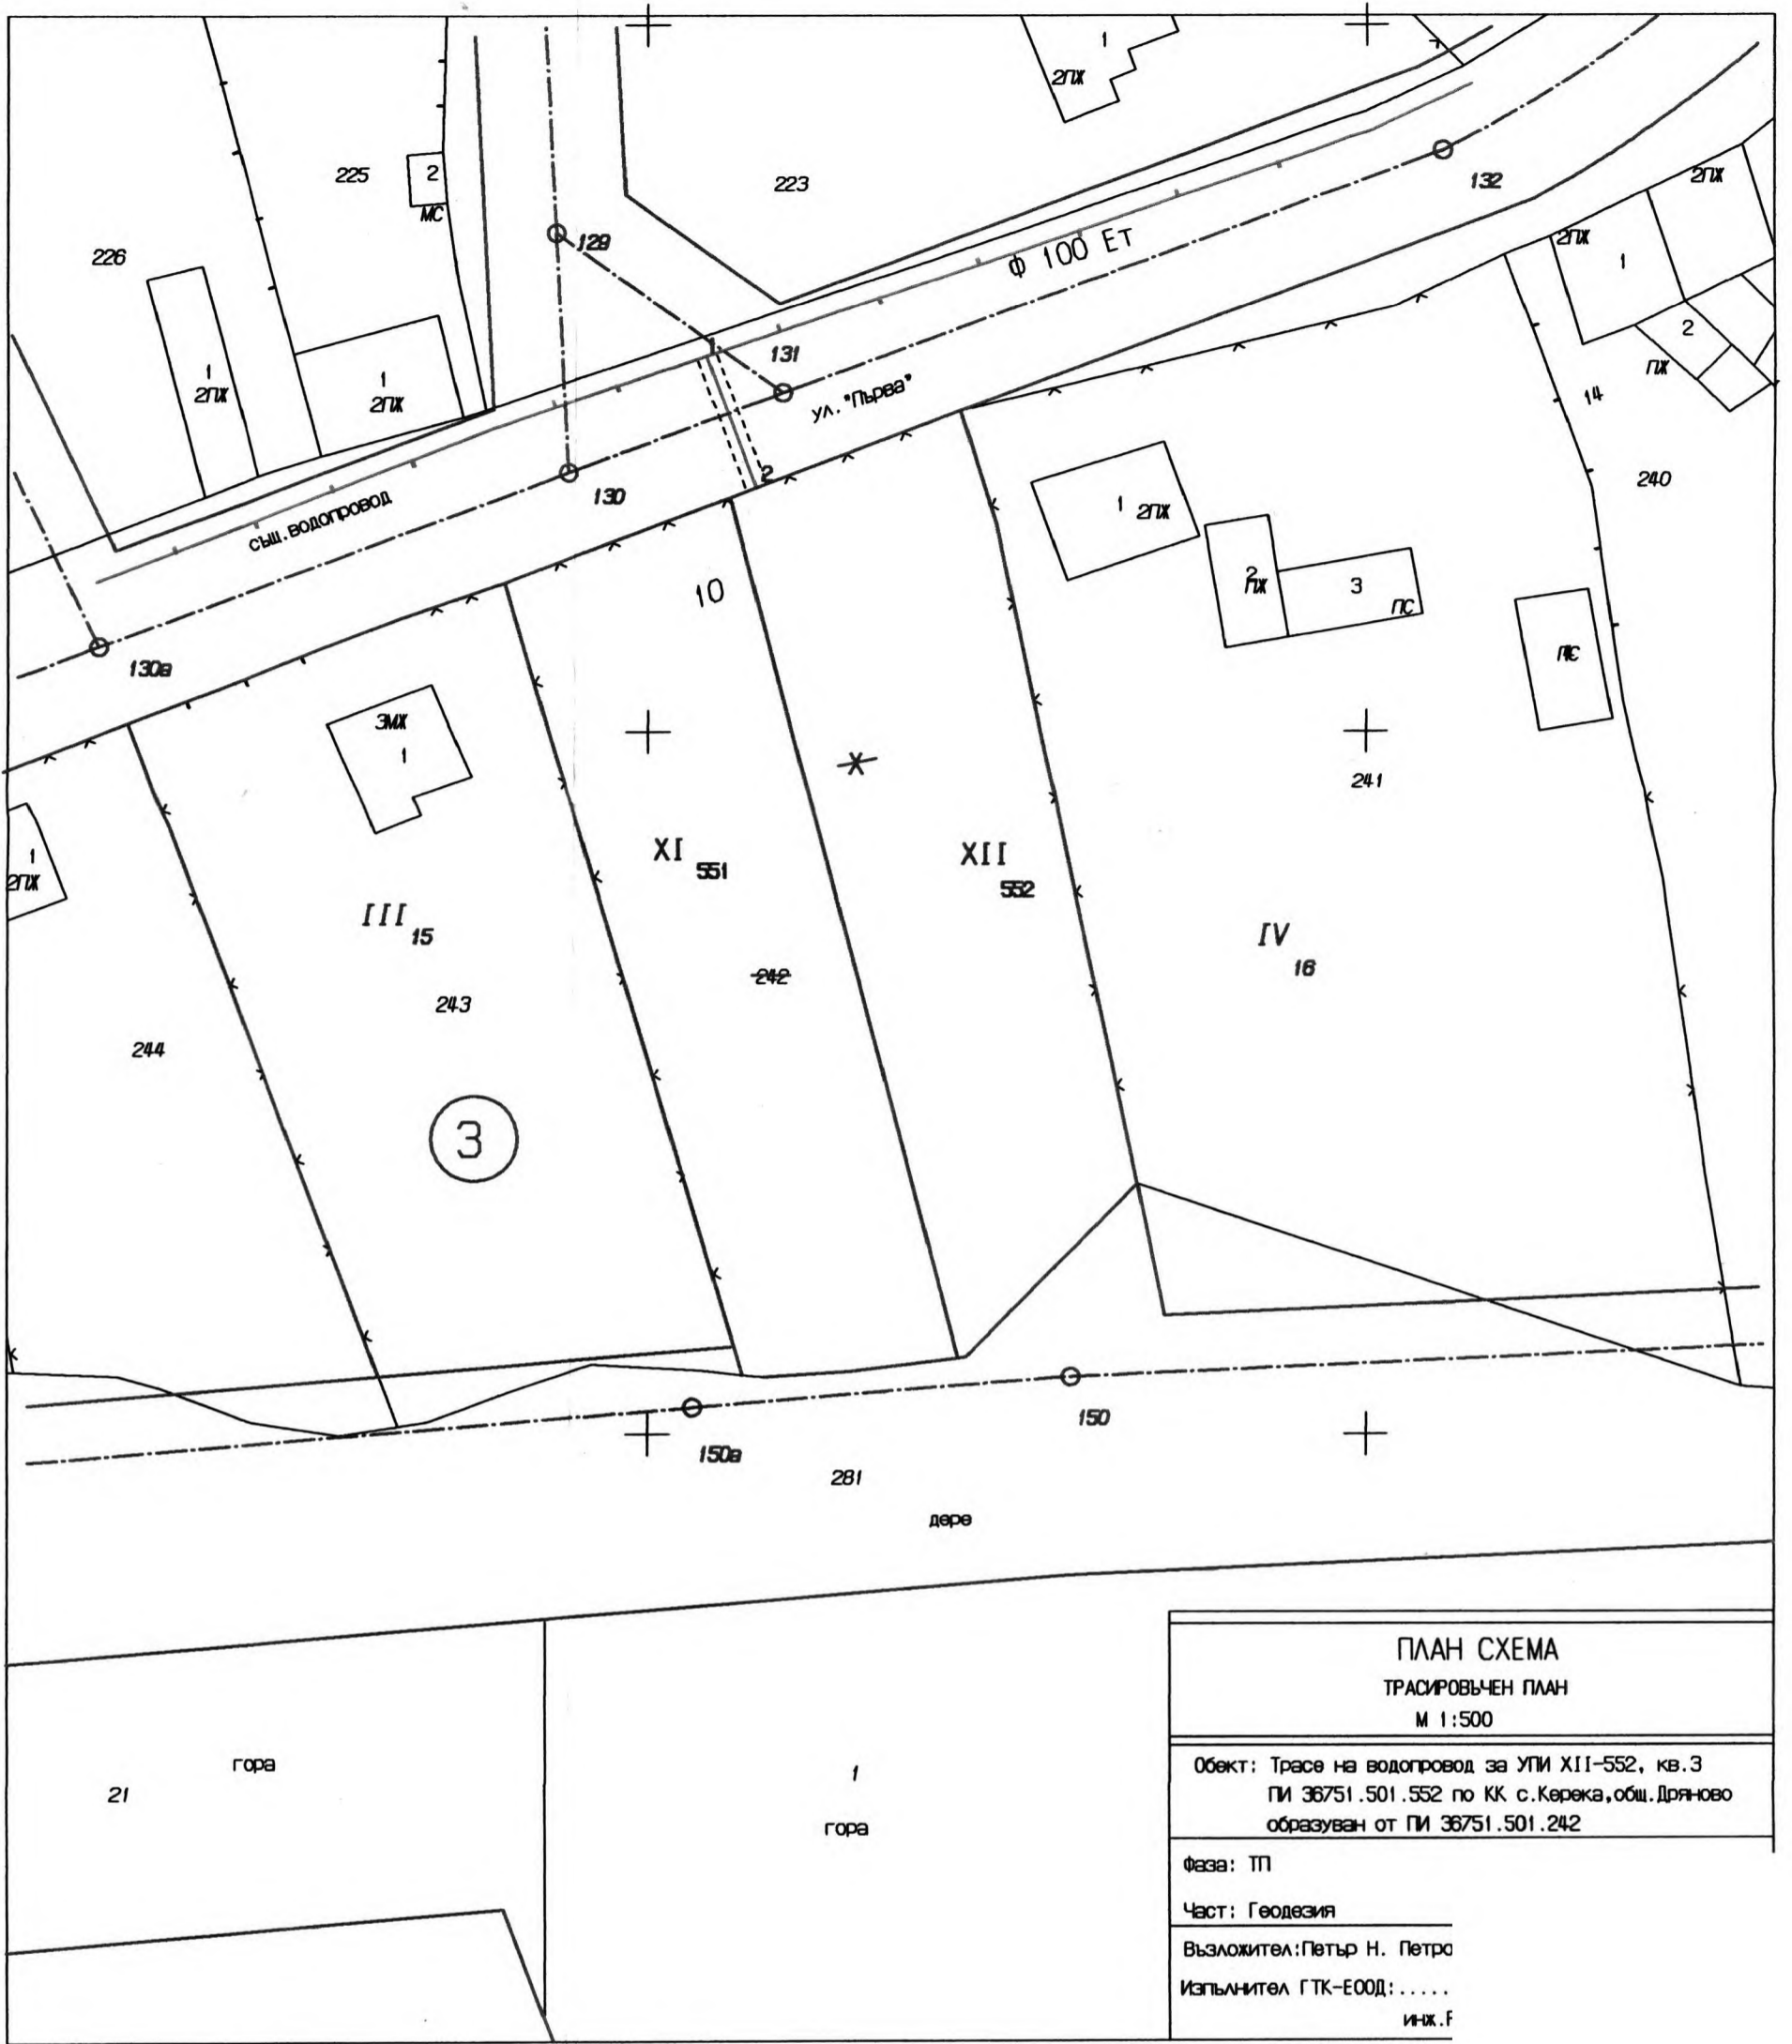 1
2ПЖ
225
2
МС
223
132
2ПЖ
129
226
2ПЖ
1
Ф 100 Ет
1
2ПЖ
1
2ПЖ
1
131
2
ПЖ
ул. "Първа"
14
същ. водопровод
130
2
1 2ПЖ
240
10
2
ПЖ
3
ПС
130а
ПС
3МЖ
1
241
1
2ПЖ
XI
551
XII
552
III
15
IV
16
242
243
244
3
150
150а
281
дере
ПЛАН СХЕМА
ТРАСИРОВЪЧЕН ПЛАН
М 1:500
Обект: Трасе на водопровод за УПИ XII-552, кв.3
ПИ 36751.501.552 по КК с.Керека,общ.Дряново
образуван от ПИ 36751.501.242
гора
21
1
гора
Фаза: ТП
Част: Геодезия
Възложител:Петър Н. Петро
Изпълнител ГТК-ЕООД:.....
инж.